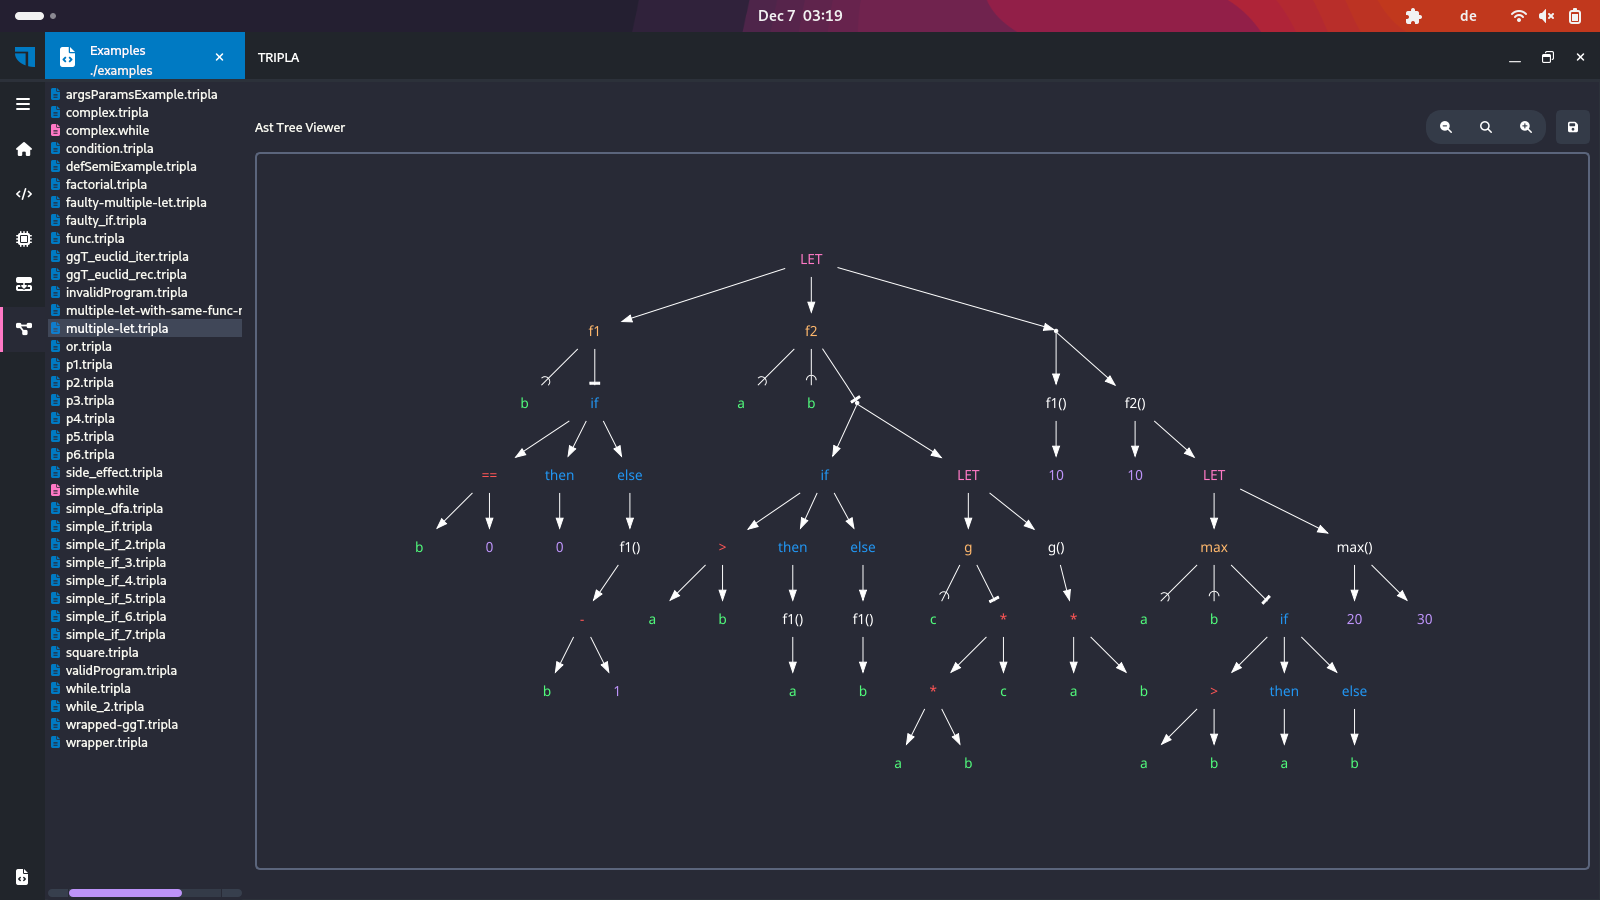 Dec 7 03:19
de
Examples
./examples
TRIPLA
argsParamsExample.tripla
complex.tripla
complex.while
condition.tripla
defSemiExample.tripla
factorial.tripla
faulty-multiple-let.tripla
faulty_if.tripla
func.tripla
ggT_euclid_iter.tripla
ggT_euclid_rec.tripla
invalidProgram.tripla
multiple-let-with-same-func-r
multiple-let.tripla
or.tripla
p1.tripla
p2.tripla
p3.tripla
p4.tripla
p5.tripla
p6.tripla
side_effect.tripla
simple.while
simple_dfa.tripla
simple_if.tripla
simple_if_2.tripla
simple_if_3.tripla
simple_if_4.tripla
simple_if_5.tripla
simple_if_6.tripla
simple_if_7.tripla
square.tripla
validProgram.tripla
while.tripla
while_2.tripla
wrapped-ggT.tripla
wrapper.tripla
Ast Tree Viewer
LET
f1 f2
b if a b f1() f2()
== then else if LET 10 10 LET
b 0 0 f1() > then else g g() max max()
- a b f1() f1() c * * a b if 20 30
b 1 a b * c a b > then else
a b a b a b